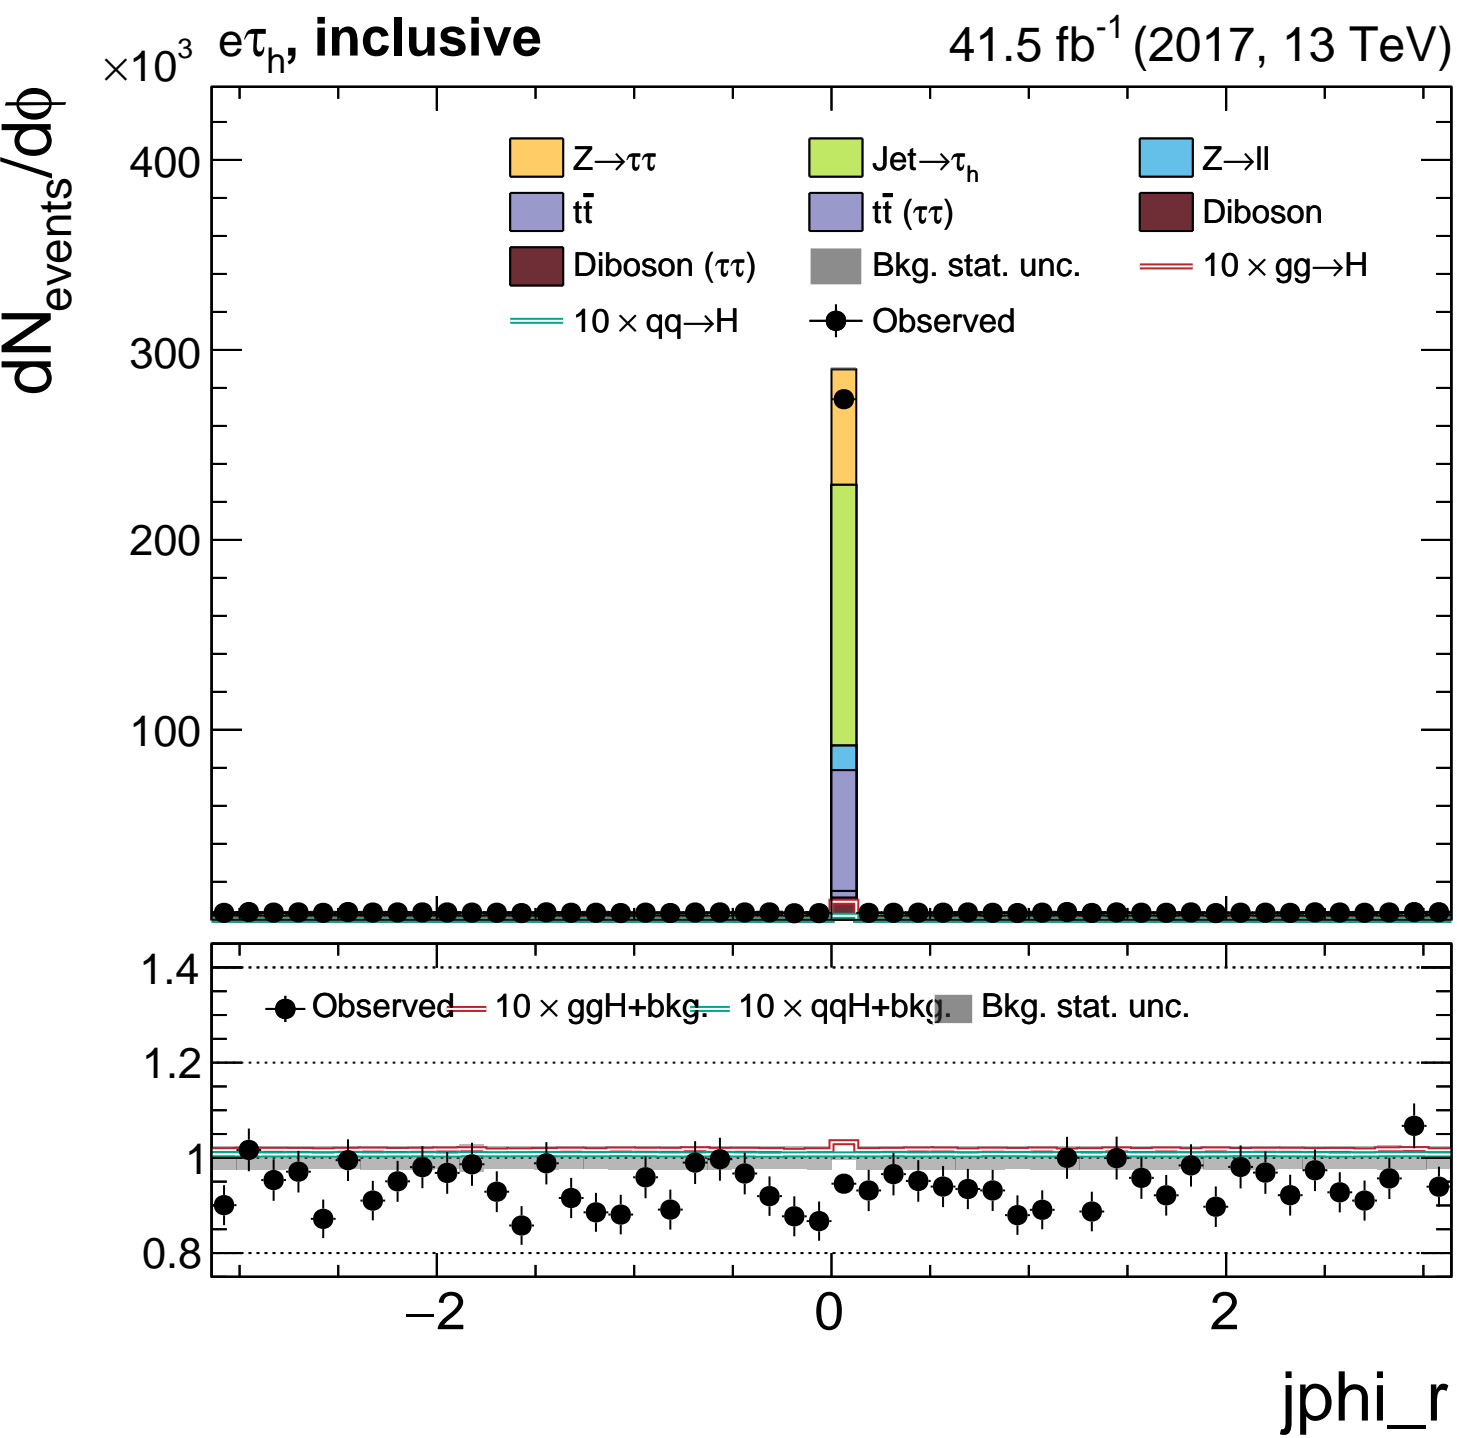 ×10³ eτₕ, inclusive 41.5 fb⁻¹ (2017, 13 TeV)
dN_events/dϕ
400
300
200
100
Z→ττ Jet→τₕ Z→ll
tt̄ tt̄ (ττ) Diboson
Diboson (ττ) Bkg. stat. unc. 10 × gg→H
10 × qq→H Observed
1.4
1.2
1
0.8
Observed 10 × ggH+bkg. 10 × qqH+bkg. Bkg. stat. unc.
−2 0 2
jphi_r